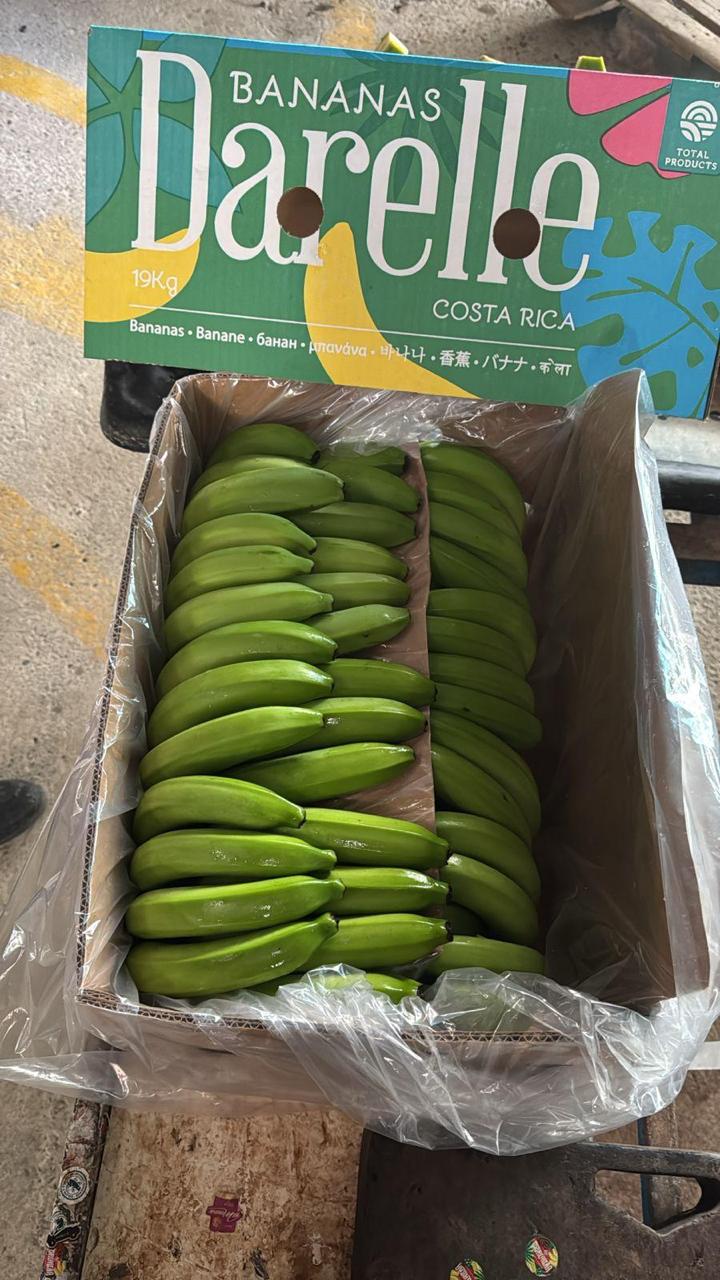 BANANAS
Darelle
TOTAL
PRODUCTS
19Kg
COSTA RICA
Bananas • Banane • банан • μπανάνα • 바나나 • 香蕉 • バナナ • केला